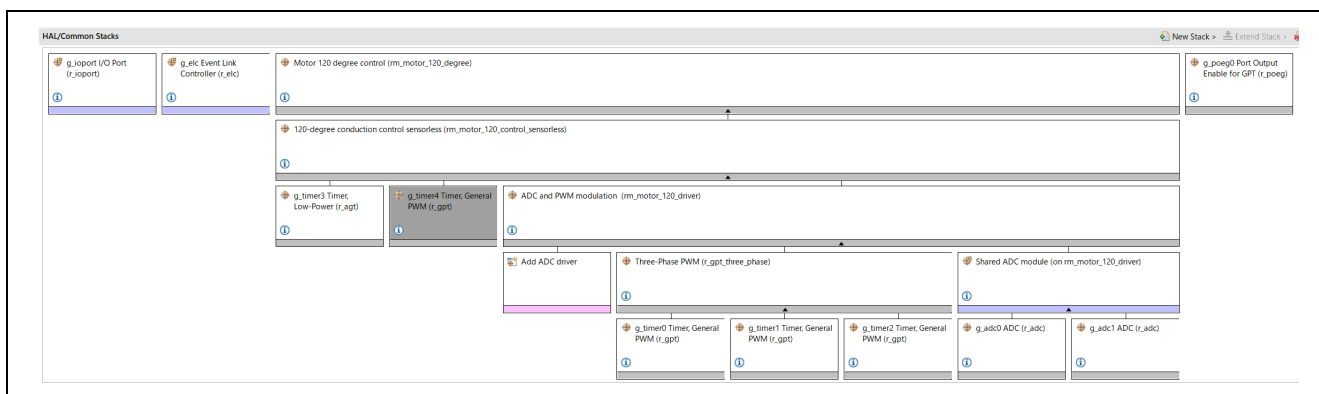 HAL/Common Stacks
New Stack >
Extend Stack >
g_ioport I/O Port
(r_ioport)
g_elc Event Link
Controller (r_elc)
Motor 120 degree control (rm_motor_120_degree)
g_poeg0 Port Output
Enable for GPT (r_poeg)
120-degree conduction control sensorless (rm_motor_120_control_sensorless)
g_timer3 Timer,
Low-Power (r_agt)
g_timer4 Timer, General
PWM (r_gpt)
ADC and PWM modulation (rm_motor_120_driver)
Add ADC driver
Three-Phase PWM (r_gpt_three_phase)
Shared ADC module (on rm_motor_120_driver)
g_timer0 Timer, General
PWM (r_gpt)
g_timer1 Timer, General
PWM (r_gpt)
g_timer2 Timer, General
PWM (r_gpt)
g_adc0 ADC (r_adc)
g_adc1 ADC (r_adc)